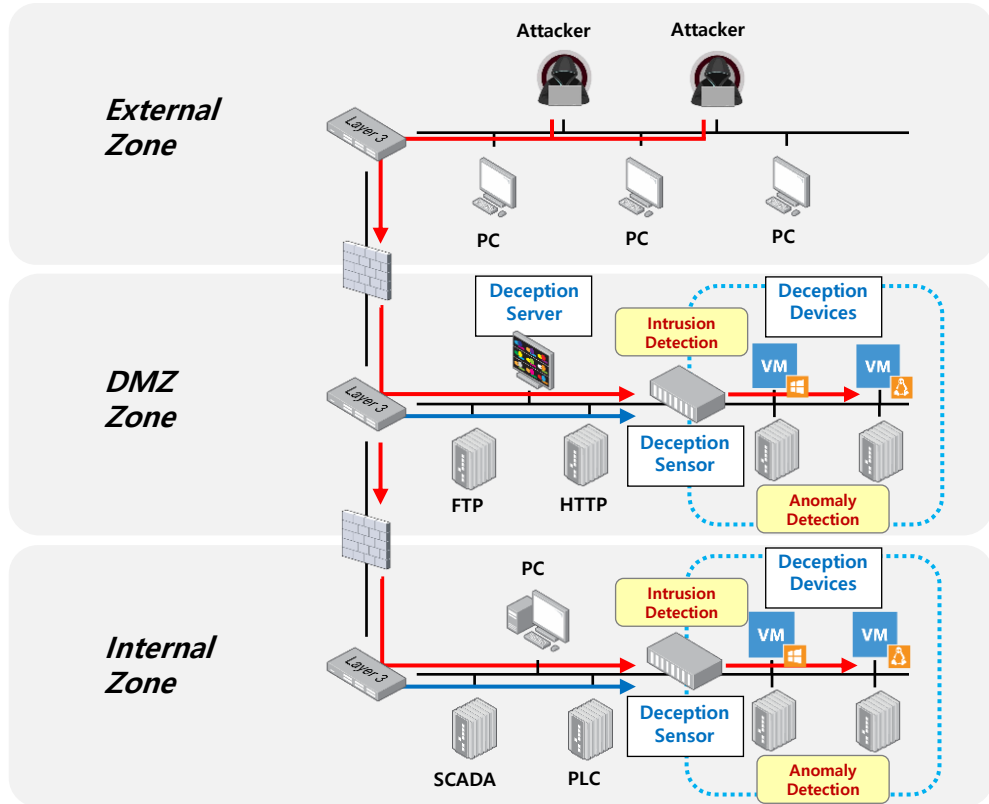 Attacker
Attacker
External
Zone
Layer 3
PC
PC
PC
Deception
Server
Deception
Devices
Intrusion
Detection
VM
VM
DMZ
Zone
Layer 3
Deception
Sensor
FTP
HTTP
Anomaly
Detection
PC
Deception
Devices
Intrusion
Detection
VM
VM
Internal
Zone
Layer 3
Deception
Sensor
SCADA
PLC
Anomaly
Detection